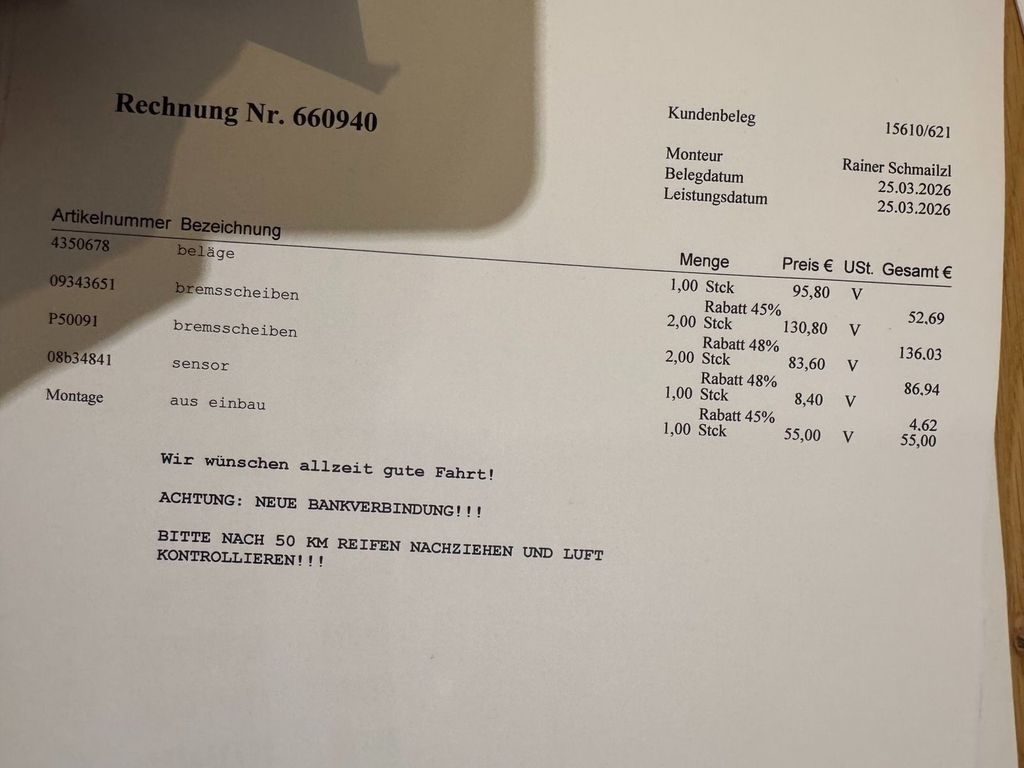 Rechnung Nr. 660940
Kundenbeleg 15610/621
Monteur Rainer Schmailzl
Belegdatum 25.03.2026
Leistungsdatum 25.03.2026
Artikelnummer Bezeichnung Menge Preis € USt. Gesamt €
4350678 beläge 1,00 Stck 95,80 V
Rabatt 45% 52,69
09343651 bremsscheiben 2,00 Stck 130,80 V
Rabatt 48% 136,03
P50091 bremsscheiben 2,00 Stck 83,60 V
Rabatt 48% 86,94
08b34841 sensor 1,00 Stck 8,40 V
Rabatt 45% 4,62
Montage aus einbau 1,00 Stck 55,00 V 55,00
Wir wünschen allzeit gute Fahrt!
ACHTUNG: NEUE BANKVERBINDUNG!!!
BITTE NACH 50 KM REIFEN NACHZIEHEN UND LUFT
KONTROLLIEREN!!!